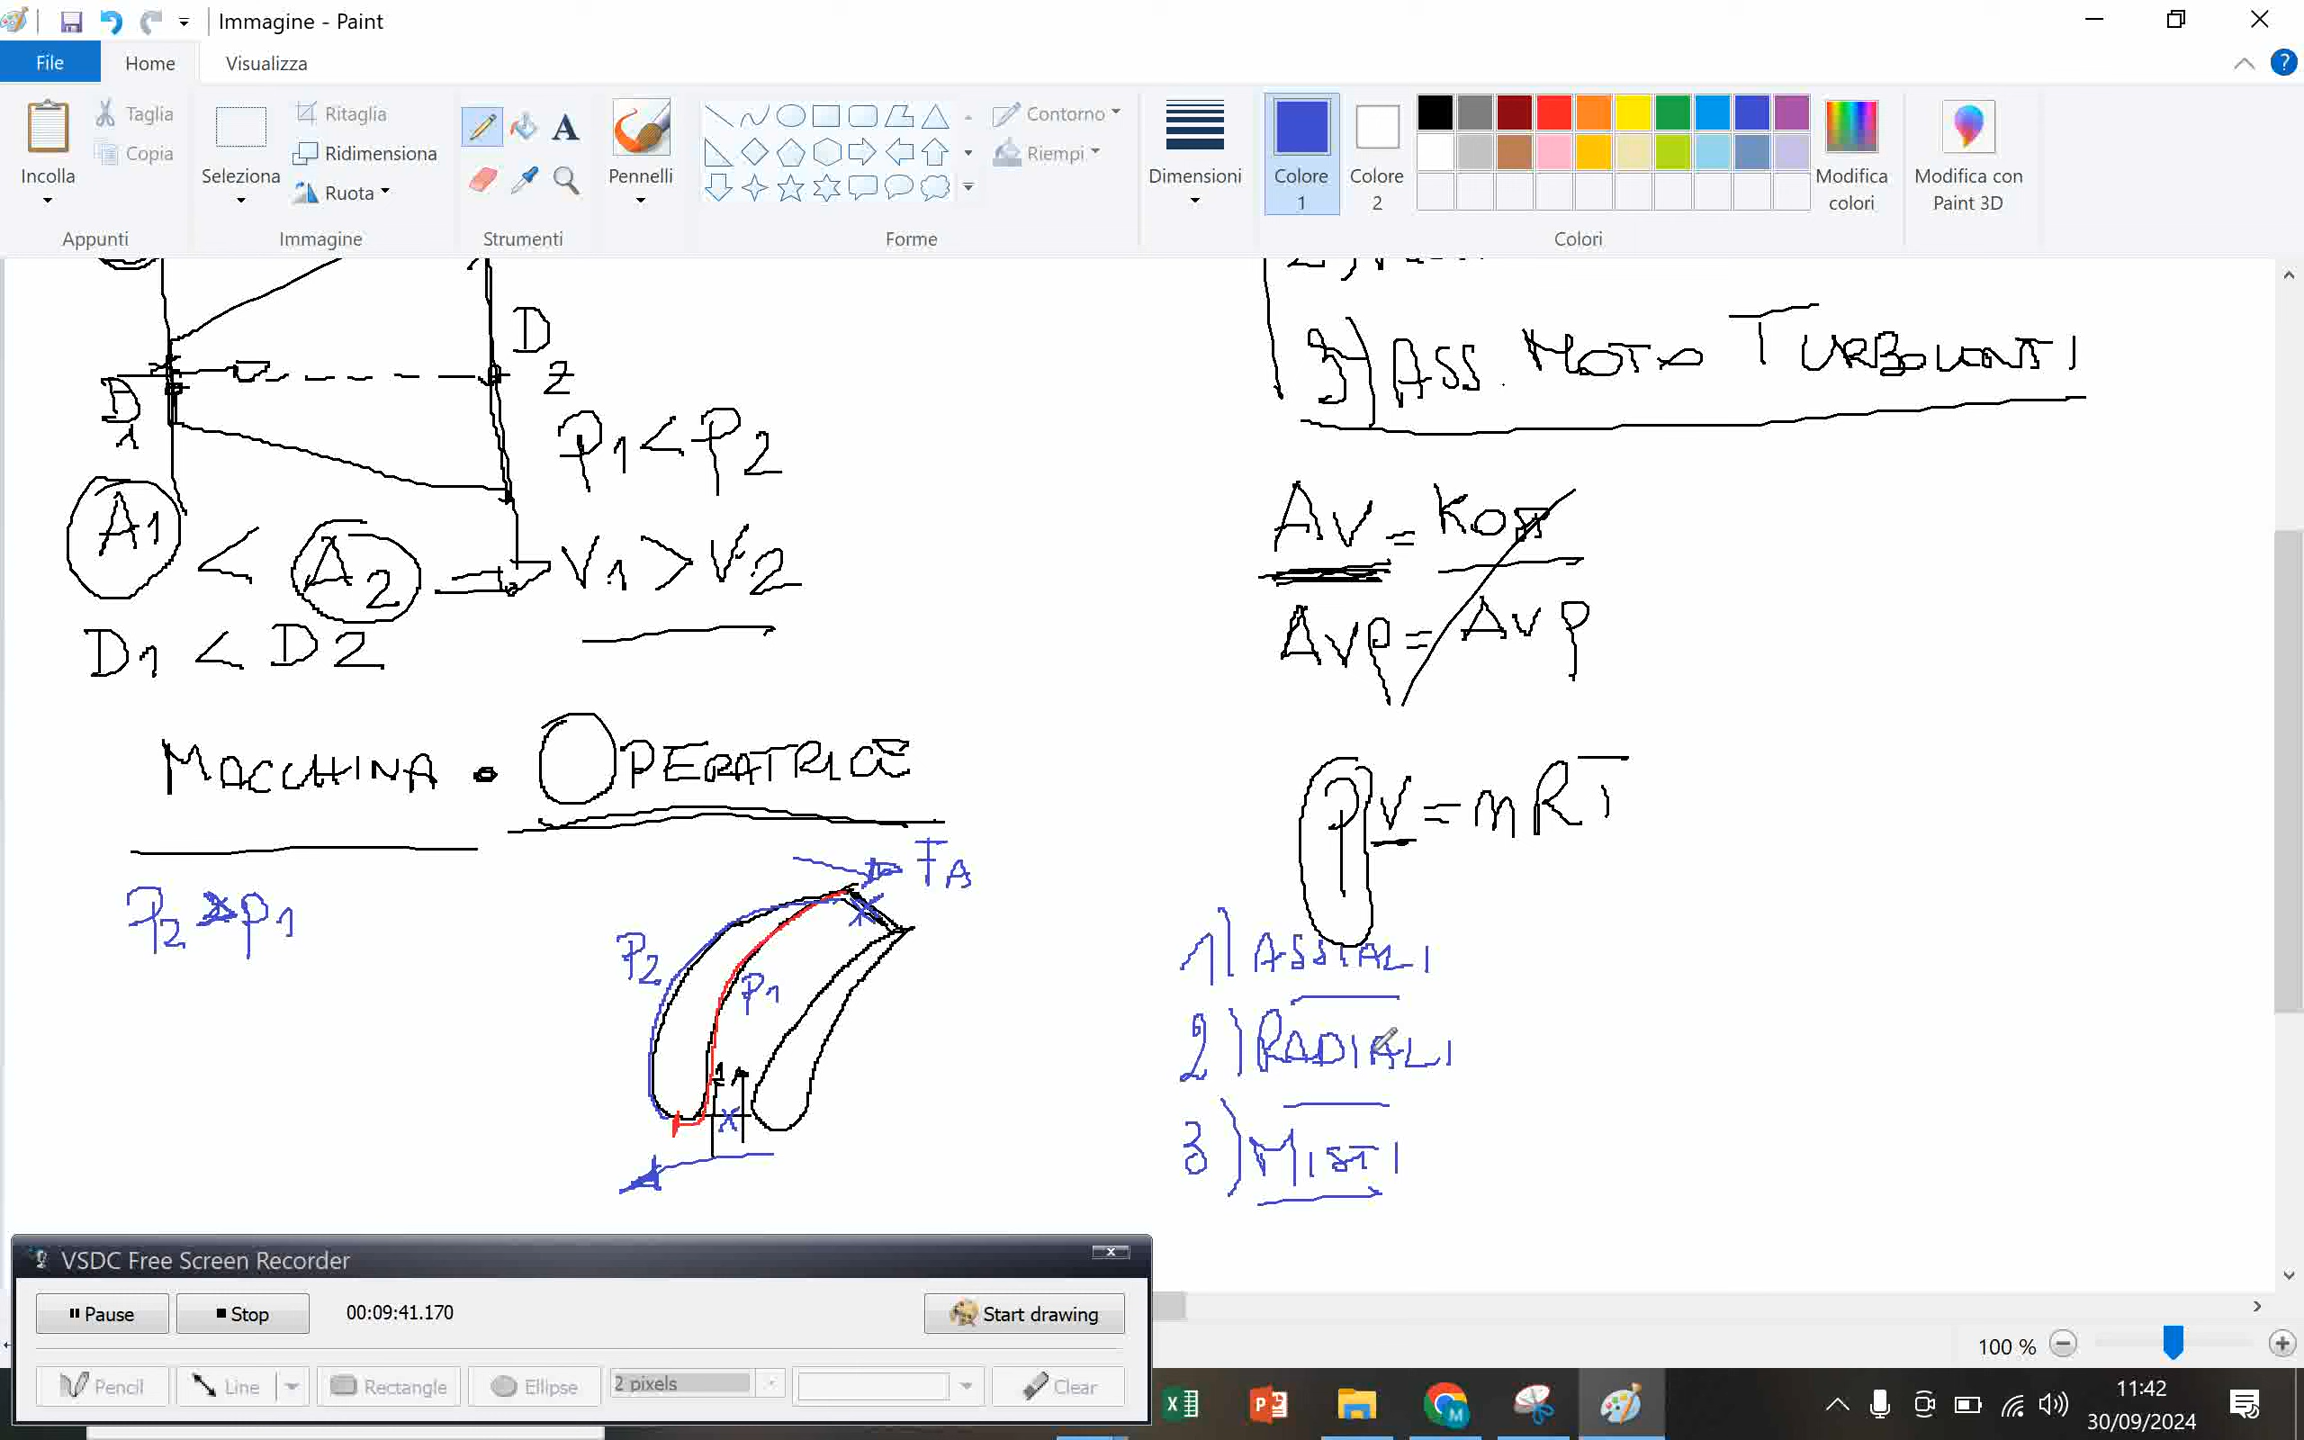 Immagine - Paint
File Home Visualizza
Incolla
Taglia
Copia
Appunti
Seleziona
Ritaglia
Ridimensiona
Ruota
Immagine
Strumenti
Pennelli
Forme
Contorno
Riempi
Dimensioni
Colore 1
Colore 2
Colori
Modifica colori
Modifica con Paint 3D
D2
D1
P1 < P2
A1 < A2 V1 > V2
D1 < D2
MACCHINA OPERATRICE
P2 P1
FA
P2
P1
3) ASS. MOTO TURBOLENTI
AV =
AVρ = AVρ
PV = MRT
1) ASSIALI
2) RADIALI
3) MISTI
VSDC Free Screen Recorder
Pause Stop 00:09:41.170 Start drawing
Pencil Line Rectangle Ellipse 2 pixels Clear
100 %
11:42
30/09/2024